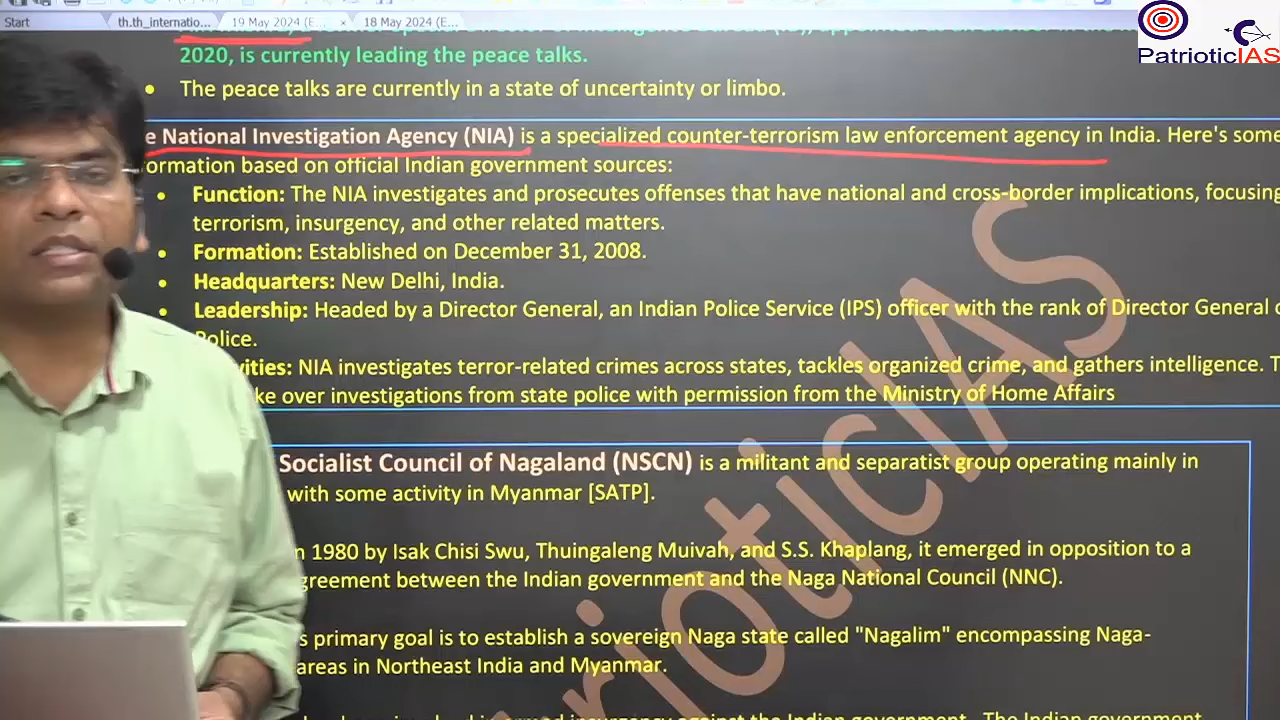 Start
th.th_internatio...
19 May 2024 (E...
×
18 May 2024 (E...
PatrioticIAS
2020, is currently leading the peace talks.
• The peace talks are currently in a state of uncertainty or limbo.
e National Investigation Agency (NIA) is a specialized counter-terrorism law enforcement agency in India. Here's some
ormation based on official Indian government sources:
• Function: The NIA investigates and prosecutes offenses that have national and cross-border implications, focusing
terrorism, insurgency, and other related matters.
• Formation: Established on December 31, 2008.
• Headquarters: New Delhi, India.
• Leadership: Headed by a Director General, an Indian Police Service (IPS) officer with the rank of Director General
Police.
vities: NIA investigates terror-related crimes across states, tackles organized crime, and gathers intelligence. T
ke over investigations from state police with permission from the Ministry of Home Affairs
Socialist Council of Nagaland (NSCN) is a militant and separatist group operating mainly in
with some activity in Myanmar [SATP].
n 1980 by Isak Chisi Swu, Thuingaleng Muivah, and S.S. Khaplang, it emerged in opposition to a
greement between the Indian government and the Naga National Council (NNC).
s primary goal is to establish a sovereign Naga state called "Nagalim" encompassing Naga-
areas in Northeast India and Myanmar.
against the Indian government. The Indian government
rioticIAS